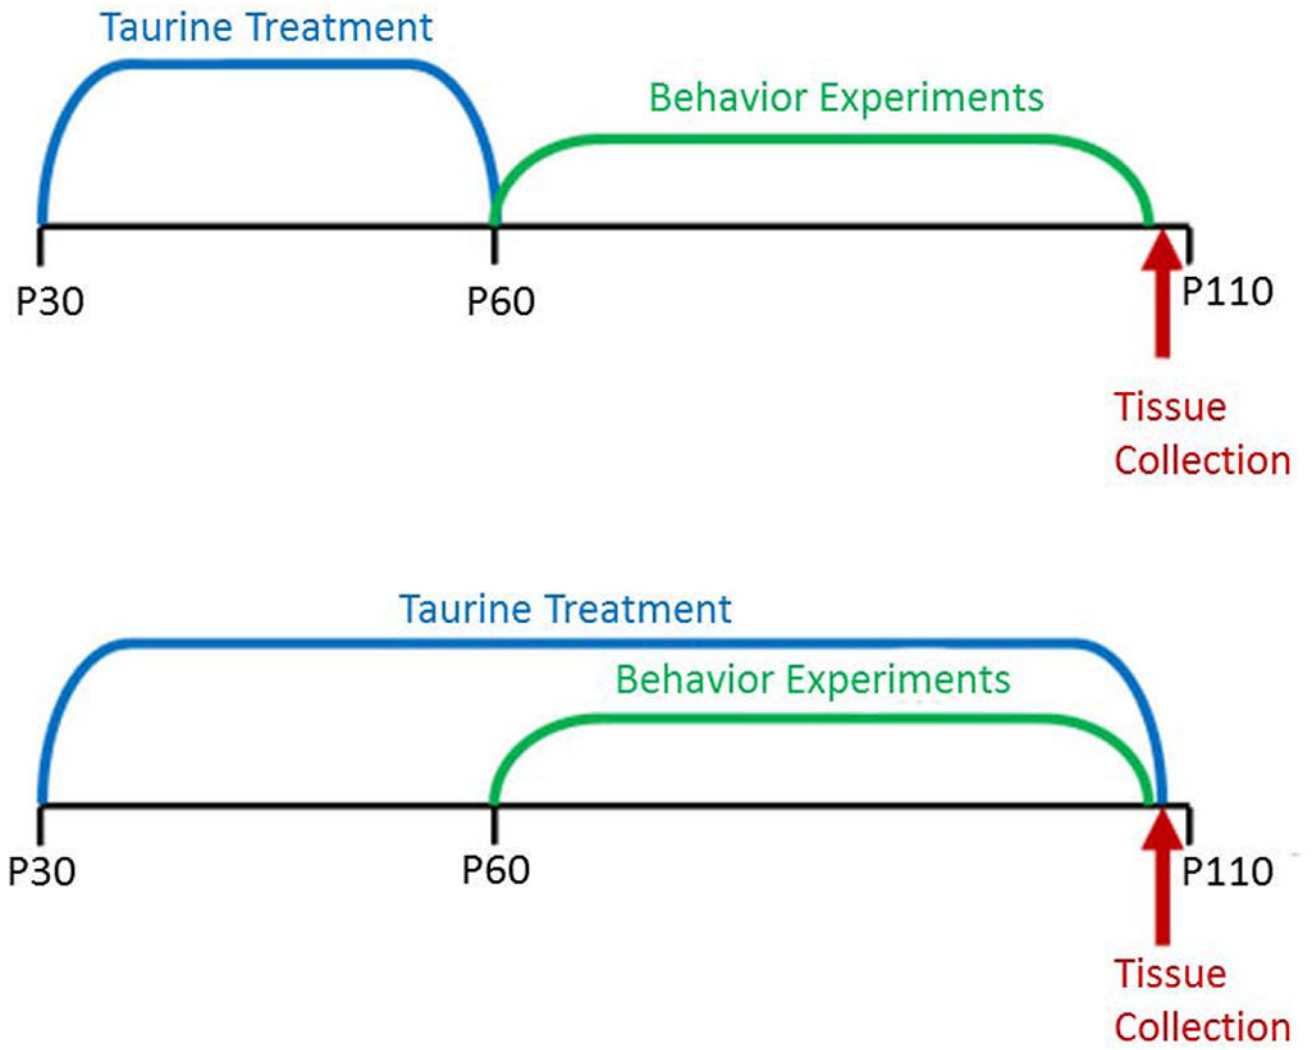 Taurine Treatment
Behavior Experiments
P30
P60
P110
Tissue
Collection
Taurine Treatment
Behavior Experiments
P30
P60
P110
Tissue
Collection